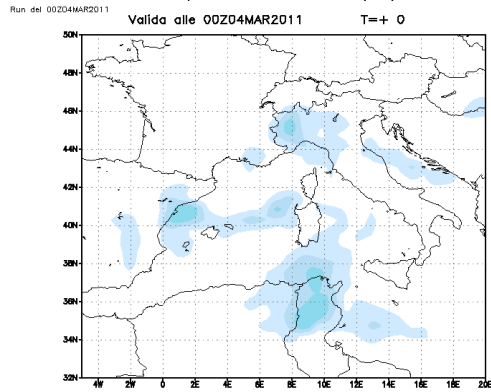 Run del 00Z04MAR2011
Valida alle 00Z04MAR2011 T=+ 0
50N
48N
46N
44N
42N
40N
38N
36N
34N
32N
4W 2W 0 2E 4E 6E 8E 10E 12E 14E 16E 18E 20E